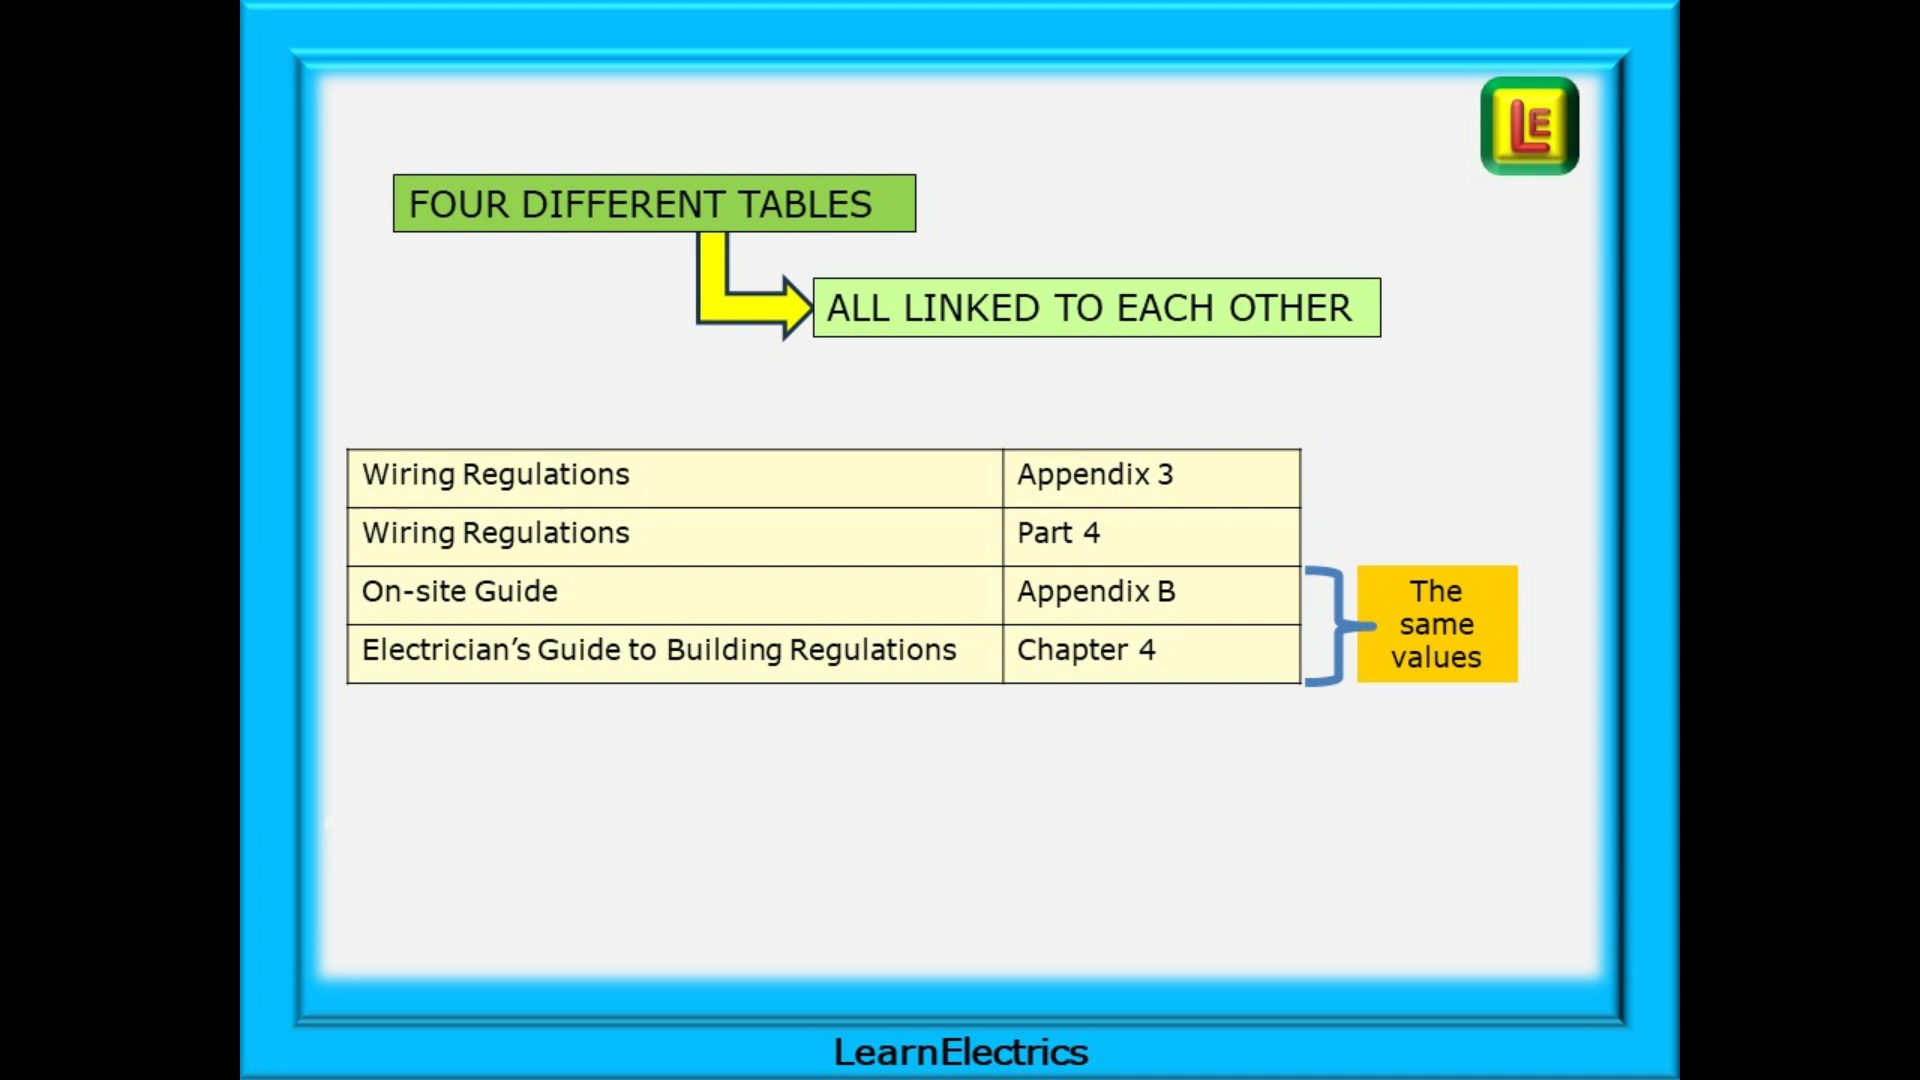 LE
FOUR DIFFERENT TABLES
ALL LINKED TO EACH OTHER
Wiring Regulations Appendix 3
Wiring Regulations Part 4
On-site Guide Appendix B
Electrician’s Guide to Building Regulations Chapter 4
The
same
values
LearnElectrics